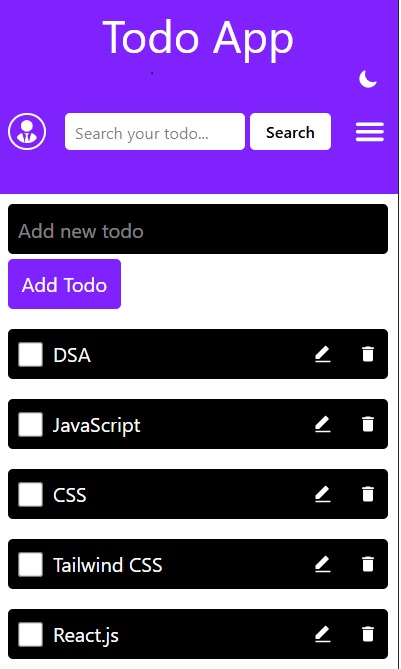 Todo App
Search your todo... Search
Add new todo
Add Todo
DSA
JavaScript
CSS
Tailwind CSS
React.js